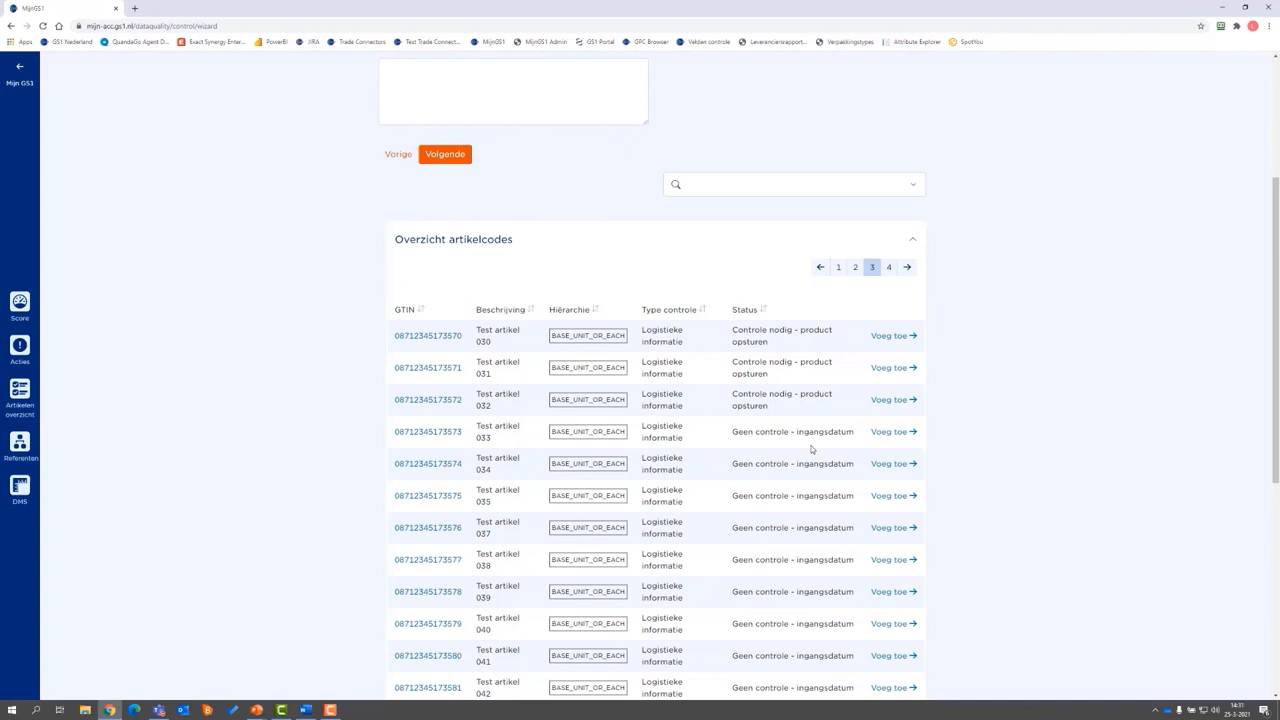 MijnGS1
mijn-acc.gs1.nl/dataquality/control/wizard
Apps GS1 Nederland QuandaGo Agent D... Exact Synergy Enter... PowerBI JIRA Trade Connectors Test Trade Connect... MijnGS1 MijnGS1 Admin GS1 Portal GPC Browser Velden controle Leveranciersrapport... Verpakkingstypes Attribute Explorer SpotYou
Mijn GS1
Vorige Volgende
Overzicht artikelcodes
1 2 3 4
Score
Acties
Artikelen
overzicht
Referenten
DMS
GTIN Beschrijving Hiërarchie Type controle Status
08712345173570 Test artikel 030 BASE_UNIT_OR_EACH Logistieke informatie Controle nodig - product opsturen Voeg toe →
08712345173571 Test artikel 031 BASE_UNIT_OR_EACH Logistieke informatie Controle nodig - product opsturen Voeg toe →
08712345173572 Test artikel 032 BASE_UNIT_OR_EACH Logistieke informatie Controle nodig - product opsturen Voeg toe →
08712345173573 Test artikel 033 BASE_UNIT_OR_EACH Logistieke informatie Geen controle - ingangsdatum Voeg toe →
08712345173574 Test artikel 034 BASE_UNIT_OR_EACH Logistieke informatie Geen controle - ingangsdatum Voeg toe →
08712345173575 Test artikel 035 BASE_UNIT_OR_EACH Logistieke informatie Geen controle - ingangsdatum Voeg toe →
08712345173576 Test artikel 037 BASE_UNIT_OR_EACH Logistieke informatie Geen controle - ingangsdatum Voeg toe →
08712345173577 Test artikel 038 BASE_UNIT_OR_EACH Logistieke informatie Geen controle - ingangsdatum Voeg toe →
08712345173578 Test artikel 039 BASE_UNIT_OR_EACH Logistieke informatie Geen controle - ingangsdatum Voeg toe →
08712345173579 Test artikel 040 BASE_UNIT_OR_EACH Logistieke informatie Geen controle - ingangsdatum Voeg toe →
08712345173580 Test artikel 041 BASE_UNIT_OR_EACH Logistieke informatie Geen controle - ingangsdatum Voeg toe →
08712345173581 Test artikel 042 BASE_UNIT_OR_EACH Logistieke informatie Geen controle - ingangsdatum Voeg toe →
14:31
25-3-2021